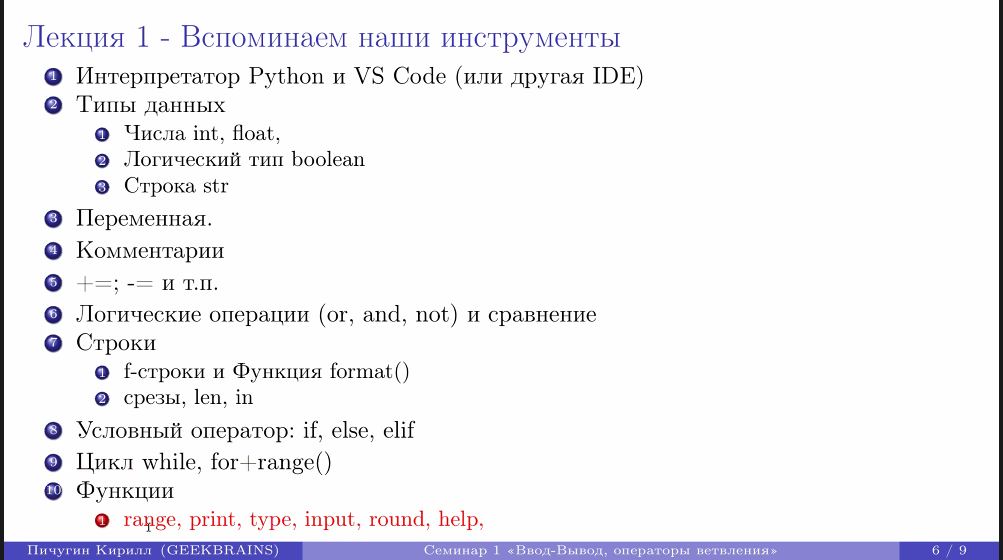 Лекция 1 - Вспоминаем наши инструменты
1 Интерпретатор Python и VS Code (или другая IDE)
2 Типы данных
1 Числа int, float,
2 Логический тип boolean
3 Строка str
3 Переменная.
4 Комментарии
5 +=; -= и т.п.
6 Логические операции (or, and, not) и сравнение
7 Строки
1 f-строки и Функция format()
2 срезы, len, in
8 Условный оператор: if, else, elif
9 Цикл while, for+range()
10 Функции
1 range, print, type, input, round, help,
Пичугин Кирилл (GEEKBRAINS) Семинар 1 «Ввод-Вывод, операторы ветвления» 6 / 9